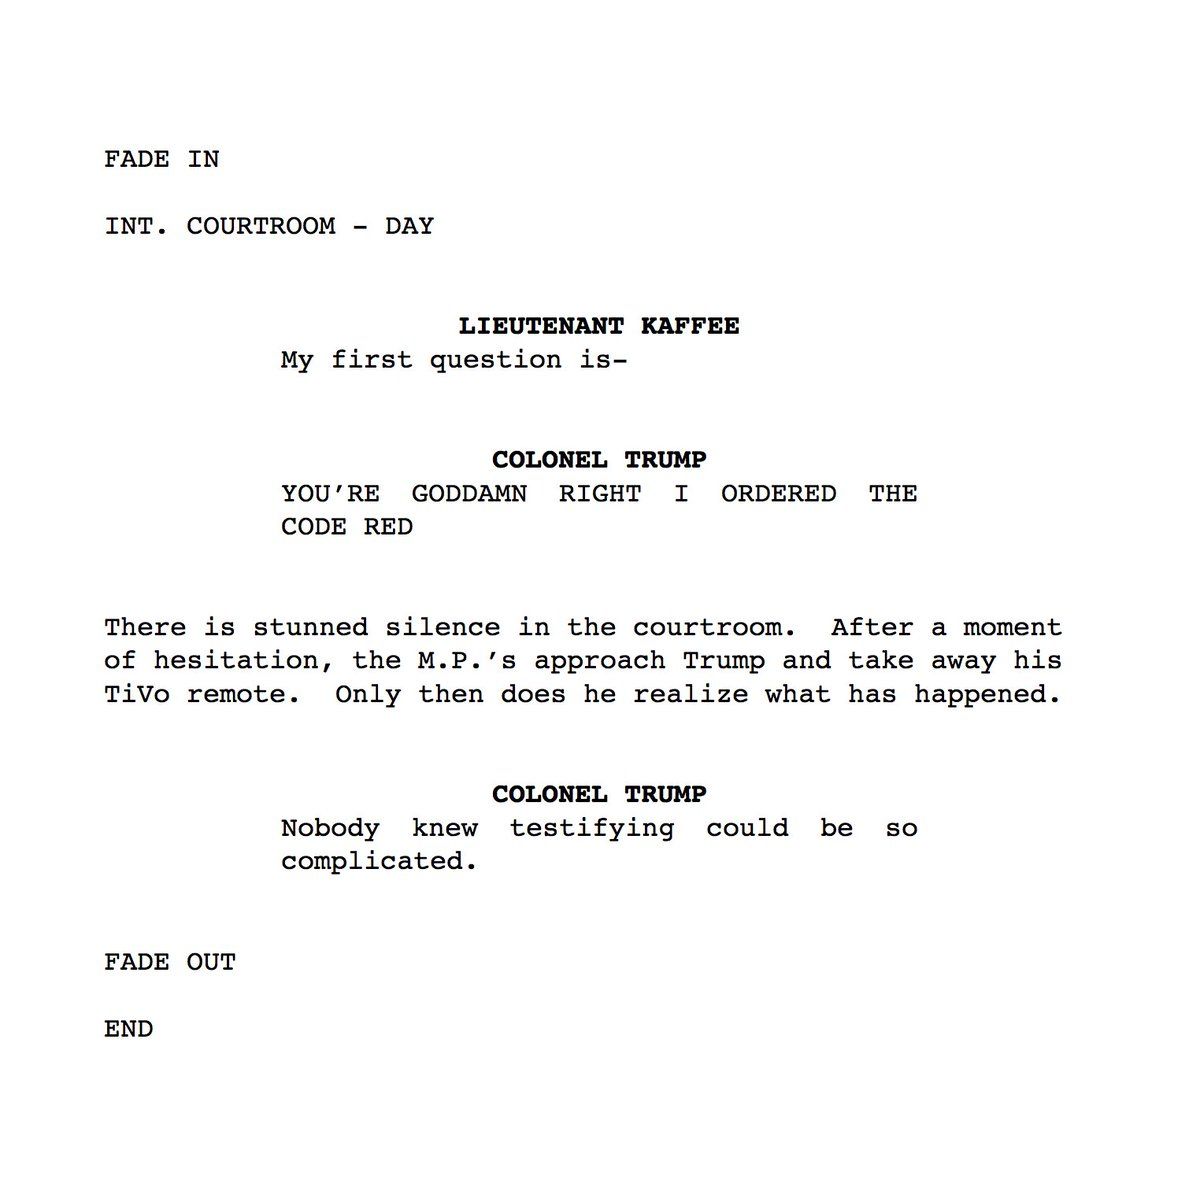 FADE IN
INT. COURTROOM – DAY
LIEUTENANT KAFFEE
My first question is–
COLONEL TRUMP
YOU’RE GODDAMN RIGHT I ORDERED THE
CODE RED
There is stunned silence in the courtroom. After a moment
of hesitation, the M.P.’s approach Trump and take away his
TiVo remote. Only then does he realize what has happened.
COLONEL TRUMP
Nobody knew testifying could be so
complicated.
FADE OUT
END